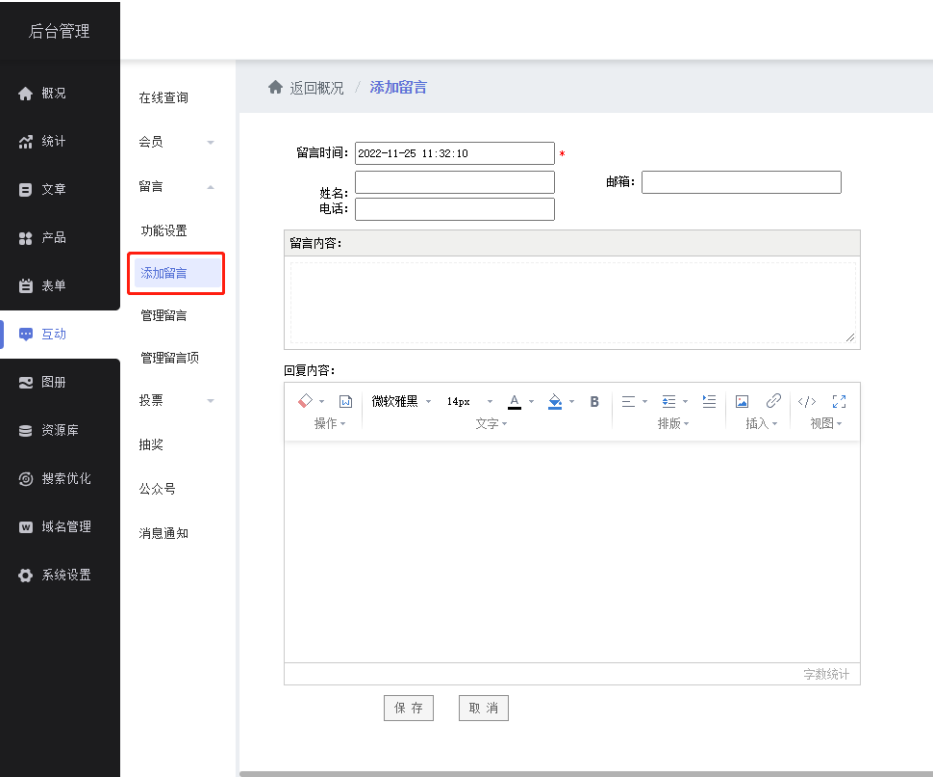 后台管理
概况
统计
文章
产品
表单
互动
图册
资源库
搜索优化
域名管理
系统设置
在线查询
会员
留言
功能设置
添加留言
管理留言
管理留言项
投票
抽奖
公众号
消息通知
返回概况 / 添加留言
留言时间: 2022-11-25 11:32:10 *
姓名: 邮箱:
电话:
留言内容:
回复内容:
微软雅黑 14px A B </>
操作 文字 排版 插入 视图
字数统计
保存 取消